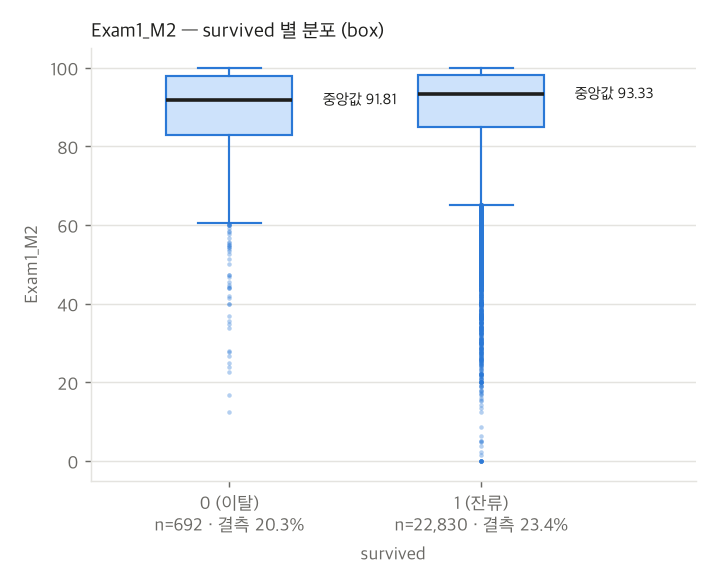 Exam1_M2 — survived 별 분포 (box)
100
80
60
40
20
0
Exam1_M2
중앙값 91.81
중앙값 93.33
0 (이탈)
n=692 · 결측 20.3%
1 (잔류)
n=22,830 · 결측 23.4%
survived